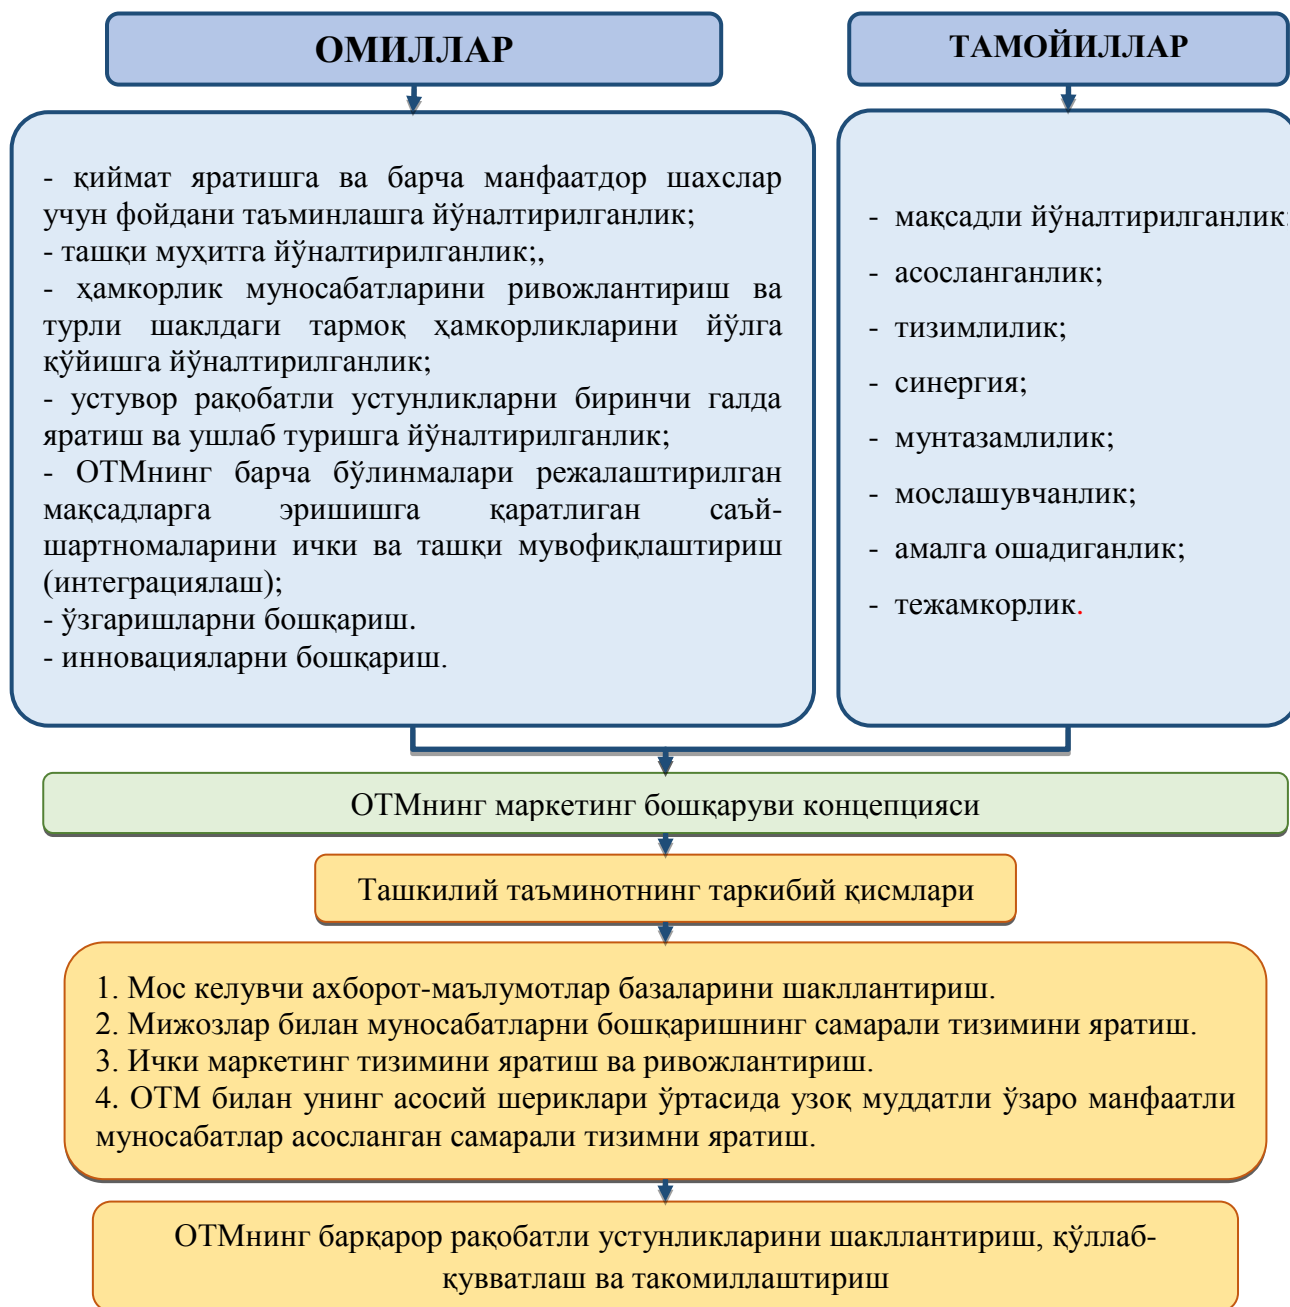 ОМИЛЛАР
- қиймат яратишга ва барча манфаатдор шахслар
учун фойдани таъминлашга йўналтирилганлик;
- ташқи муҳитга йўналтирилганлик;,
- ҳамкорлик муносабатларини ривожлантириш ва
турли шаклдаги тармоқ ҳамкорликларини йўлга
қўйишга йўналтирилганлик;
- устувор рақобатли устунликларни биринчи галда
яратиш ва ушлаб туришга йўналтирилганлик;
- ОТМнинг барча бўлинмалари режалаштирилган
мақсадларга эришишга қаратлиган саъй-
шартномаларини ички ва ташқи мувофиқлаштириш
(интеграциялаш);
- ўзгаришларни бошқариш.
- инновацияларни бошқариш.
ТАМОЙИЛЛАР
- мақсадли йўналтирилганлик;
- асосланганлик;
- тизимлилик;
- синергия;
- мунтазамлилик;
- мослашувчанлик;
- амалга ошадиганлик;
- тежамкорлик.
ОТМнинг маркетинг бошқаруви концепцияси
Ташкилий таъминотнинг таркибий қисмлари
1. Мос келувчи ахборот-маълумотлар базаларини шакллантириш.
2. Мижозлар билан муносабатларни бошқаришнинг самарали тизимини яратиш.
3. Ички маркетинг тизимини яратиш ва ривожлантириш.
4. ОТМ билан унинг асосий шериклари ўртасида узоқ муддатли ўзаро манфаатли
муносабатлар асосланган самарали тизимни яратиш.
ОТМнинг барқарор рақобатли устунликларини шакллантириш, қўллаб-
қувватлаш ва такомиллаштириш